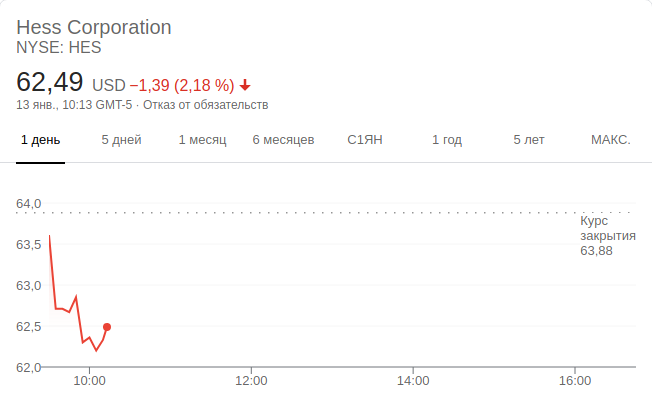 Hess Corporation
NYSE: HES
62,49 USD −1,39 (2,18 %)
13 янв., 10:13 GMT-5 · Отказ от обязательств
1 день 5 дней 1 месяц 6 месяцев С1ЯН 1 год 5 лет МАКС.
64,0
Курс
закрытия
63,88
63,5
63,0
62,5
62,0
10:00 12:00 14:00 16:00